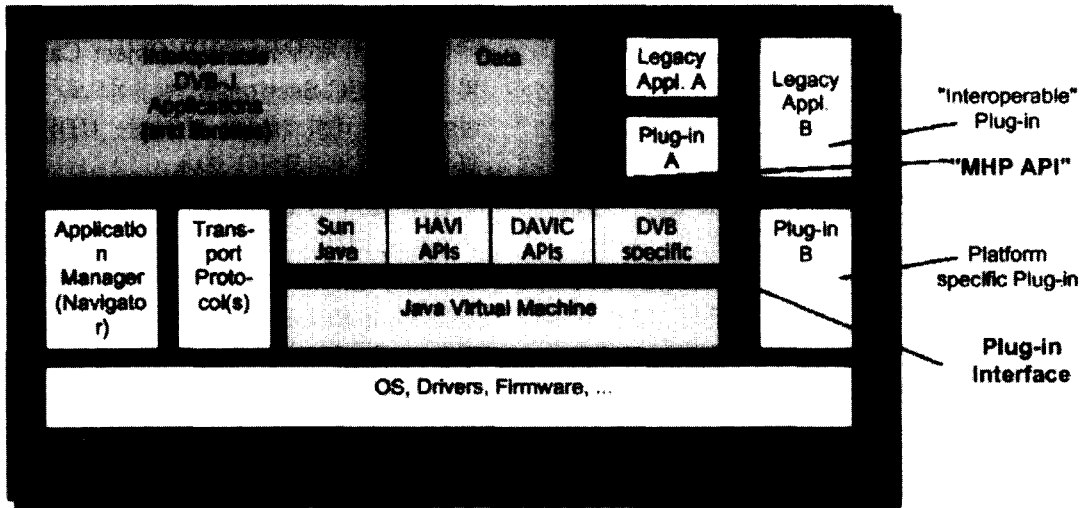 Interoperable
DVB-J
Applications
(and Bordlets)
Data
Legacy
Appl. A
Plug-in
A
Legacy
Appl.
B
"Interoperable"
Plug-in
"MHP API"
Applicatio
n
Manager
(Navigato
r)
Trans-
port
Proto-
col(s)
Sun
Java
HAVI
APIs
DAVIC
APIs
DVB
specific
Java Virtual Machine
Plug-in
B
Platform
specific Plug-in
Plug-in
Interface
OS, Drivers, Firmware, ...